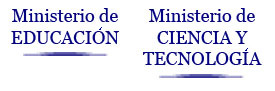 Ministerio de
EDUCACIÓN
Ministerio de
CIENCIA Y
TECNOLOGÍA